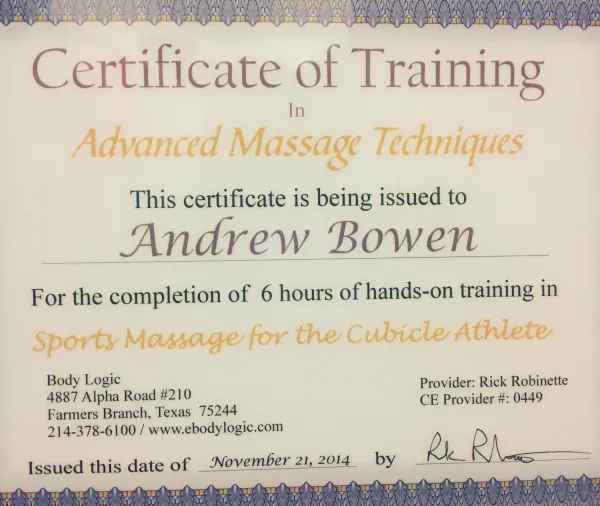 Certificate of Training
In
Advanced Massage Techniques
This certificate is being issued to
Andrew Bowen
For the completion of 6 hours of hands-on training in
Sports Massage for the Cubicle Athlete
Body Logic
4887 Alpha Road #210
Farmers Branch, Texas 75244
214-378-6100 / www.ebodylogic.com
Provider: Rick Robinette
CE Provider #: 0449
Issued this date of November 21, 2014 by